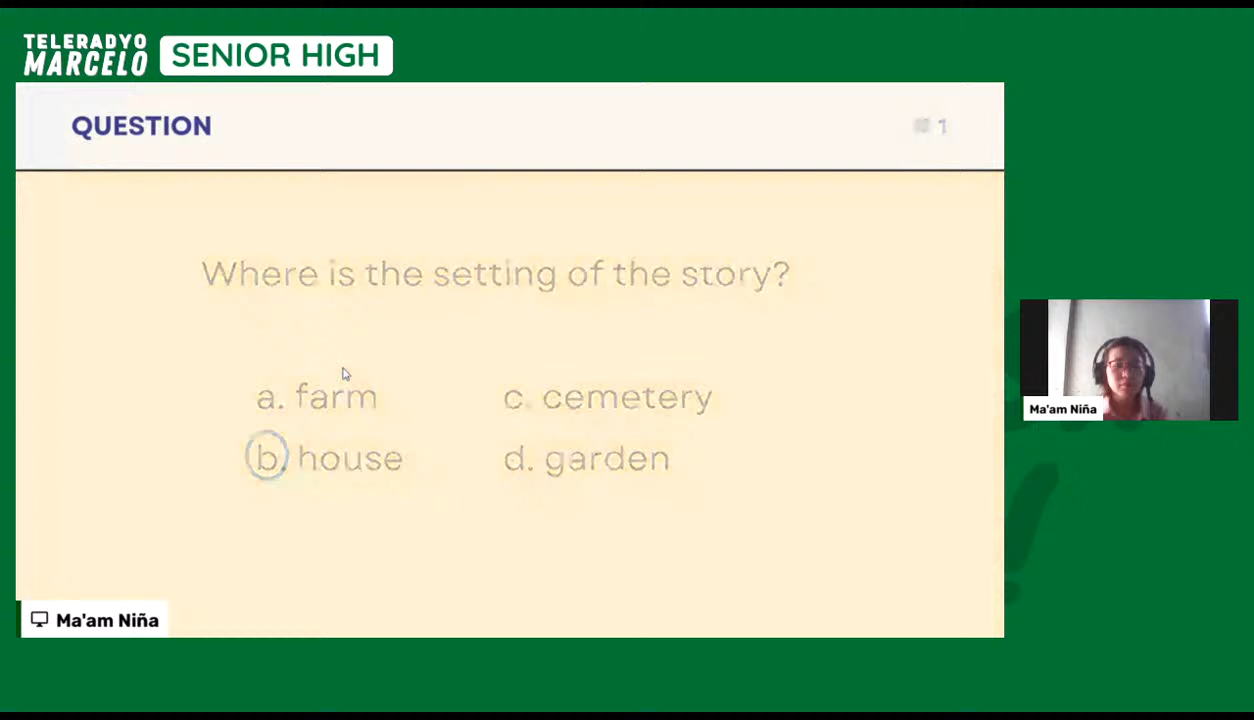 TELERADYO
MARCELO
SENIOR HIGH
QUESTION
1
Where is the setting of the story?
a. farm
c. cemetery
b. house
d. garden
Ma'am Niña
Ma'am Niña